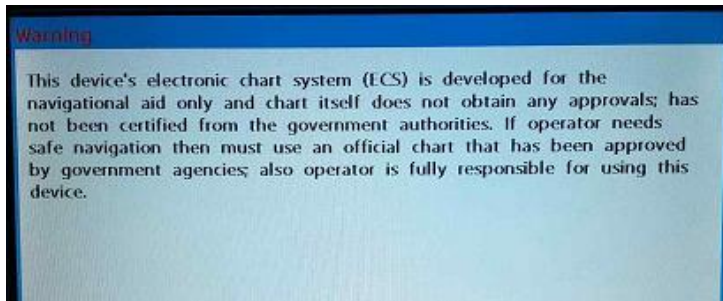 Warning
This device's electronic chart system (ECS) is developed for the
navigational aid only and chart itself does not obtain any approvals; has
not been certified from the government authorities. If operator needs
safe navigation then must use an official chart that has been approved
by government agencies; also operator is fully responsible for using this
device.